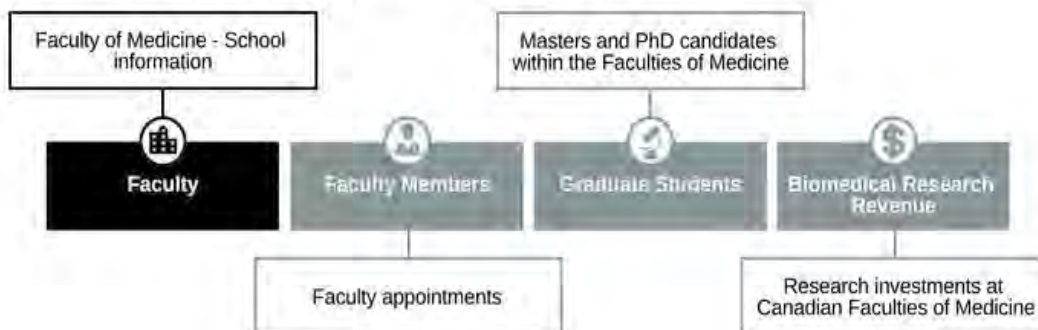 Faculty of Medicine - School
information
Masters and PhD candidates
within the Faculties of Medicine
Faculty
Faculty Members
Graduate Students
Biomedical Research
Revenue
Faculty appointments
Research investments at
Canadian Faculties of Medicine